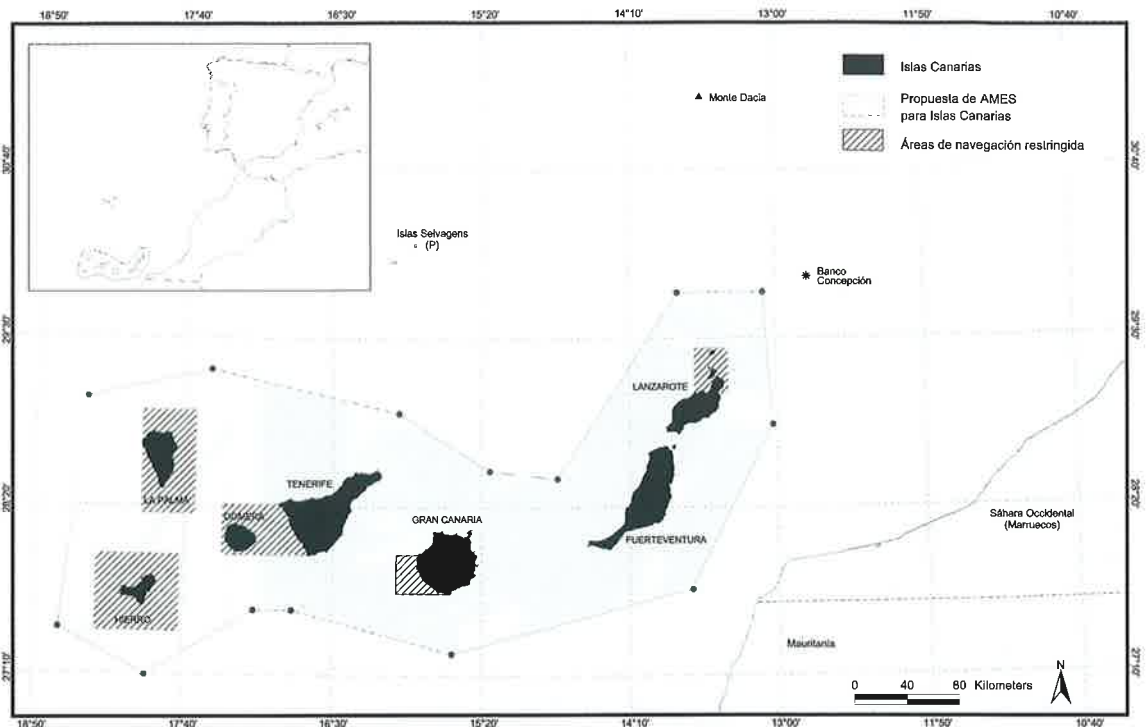 18°50'
17°40'
16°30'
15°20'
14°10'
13°00'
11°50'
10°40'
Islas Canarias
Propuesta de AMES
para Islas Canarias
Áreas de navegación restringida
Monte Dacia
30°40'
30°40'
Islas Selvagens
(P)
Banco
Concepción
29°30'
29°30'
LANZAROTE
LA PALMA
TENERIFE
28°20'
28°20'
GOMERA
GRAN CANARIA
FUERTEVENTURA
Sáhara Occidental
(Marruecos)
HIERRO
Mauritania
27°10'
27°10'
N
0 40 80 Kilometers
18°50'
17°40'
16°30'
15°20'
14°10'
13°00'
11°50'
10°40'